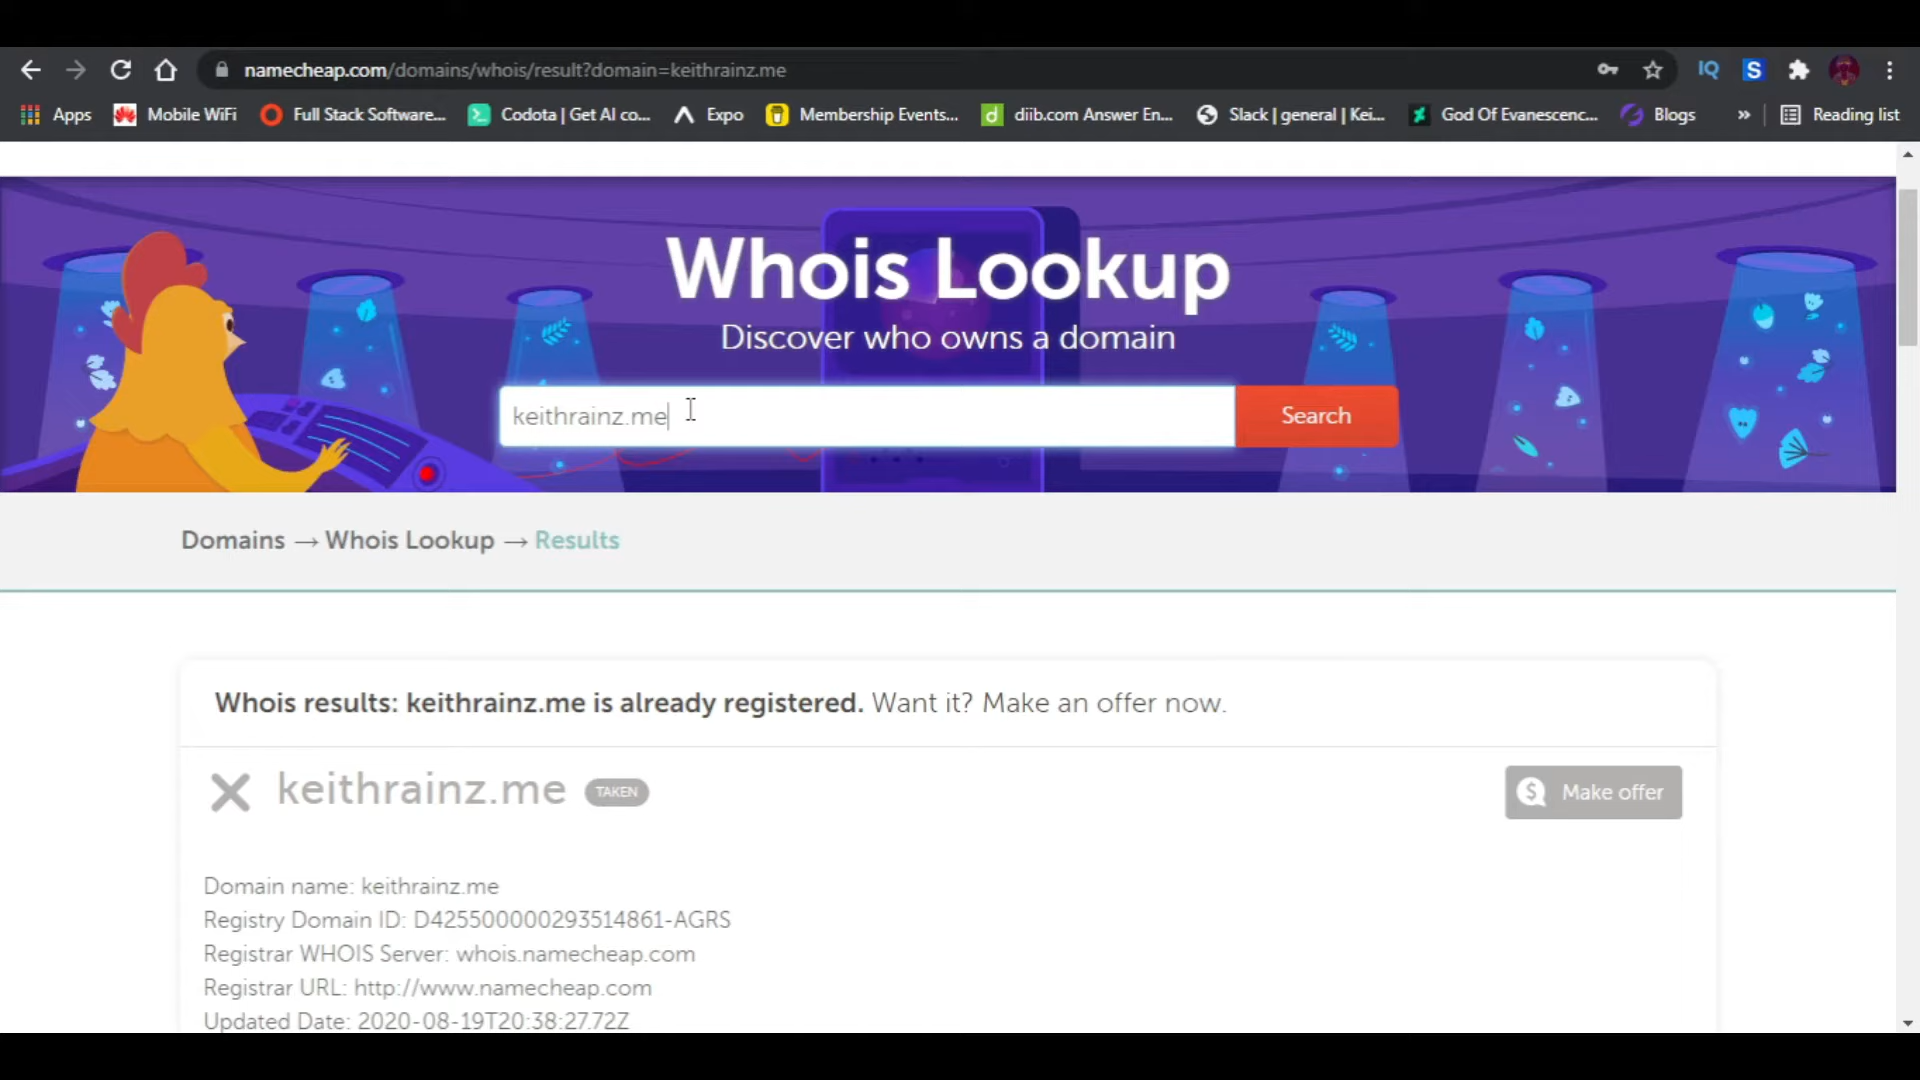 namecheap.com/domains/whois/result?domain=keithrainz.me
IQ S
Apps Mobile WiFi Full Stack Software... Codota | Get AI co... Expo Membership Events... d diib.com Answer En... Slack | general | Kei... God Of Evanescenc... Blogs » Reading list
Whois Lookup
Discover who owns a domain
keithrainz.me Search
Domains → Whois Lookup → Results
Whois results: keithrainz.me is already registered. Want it? Make an offer now.
keithrainz.me TAKEN $ Make offer
Domain name: keithrainz.me
Registry Domain ID: D425500000293514861-AGRS
Registrar WHOIS Server: whois.namecheap.com
Registrar URL: http://www.namecheap.com
Updated Date: 2020-08-19T20:38:27.72Z